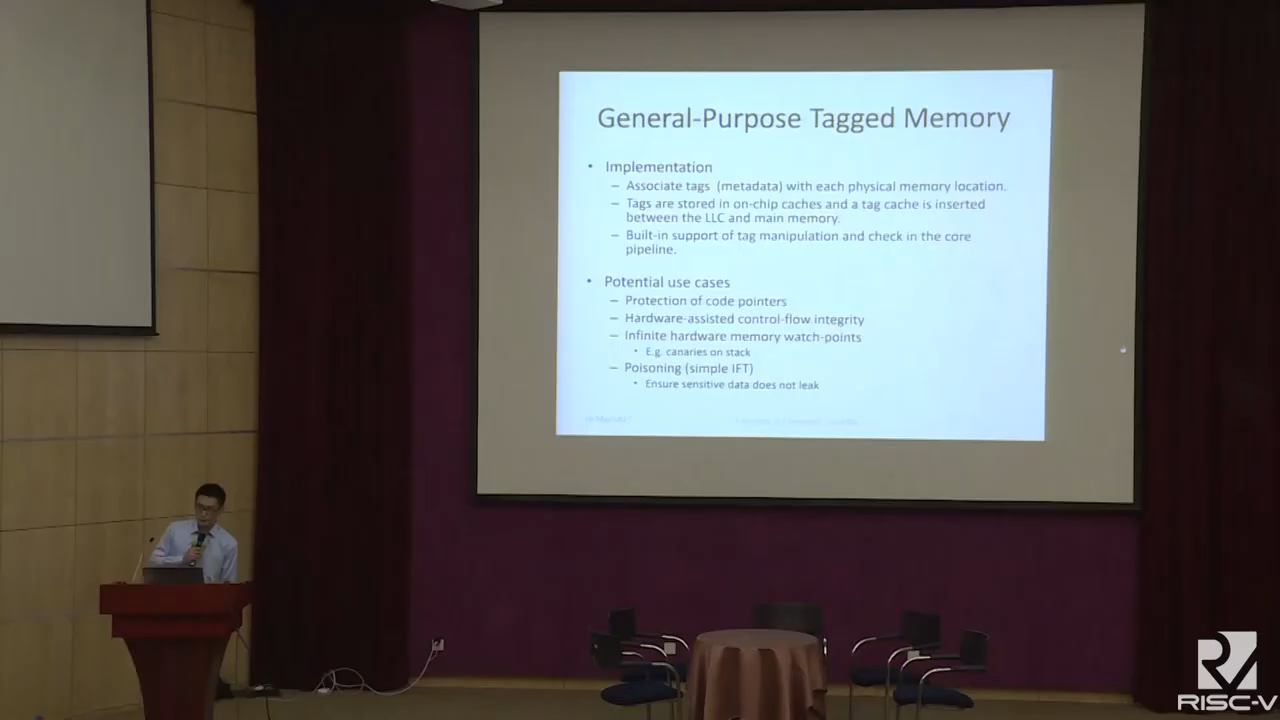 General-Purpose Tagged Memory
• Implementation
– Associate tags (metadata) with each physical memory location.
– Tags are stored in on-chip caches and a tag cache is inserted
between the LLC and main memory.
– Built-in support of tag manipulation and check in the core
pipeline.
• Potential use cases
– Protection of code pointers
– Hardware-assisted control-flow integrity
– Infinite hardware memory watch-points
• E.g. canaries on stack
– Poisoning (simple IFT)
• Ensure sensitive data does not leak
RISC-V